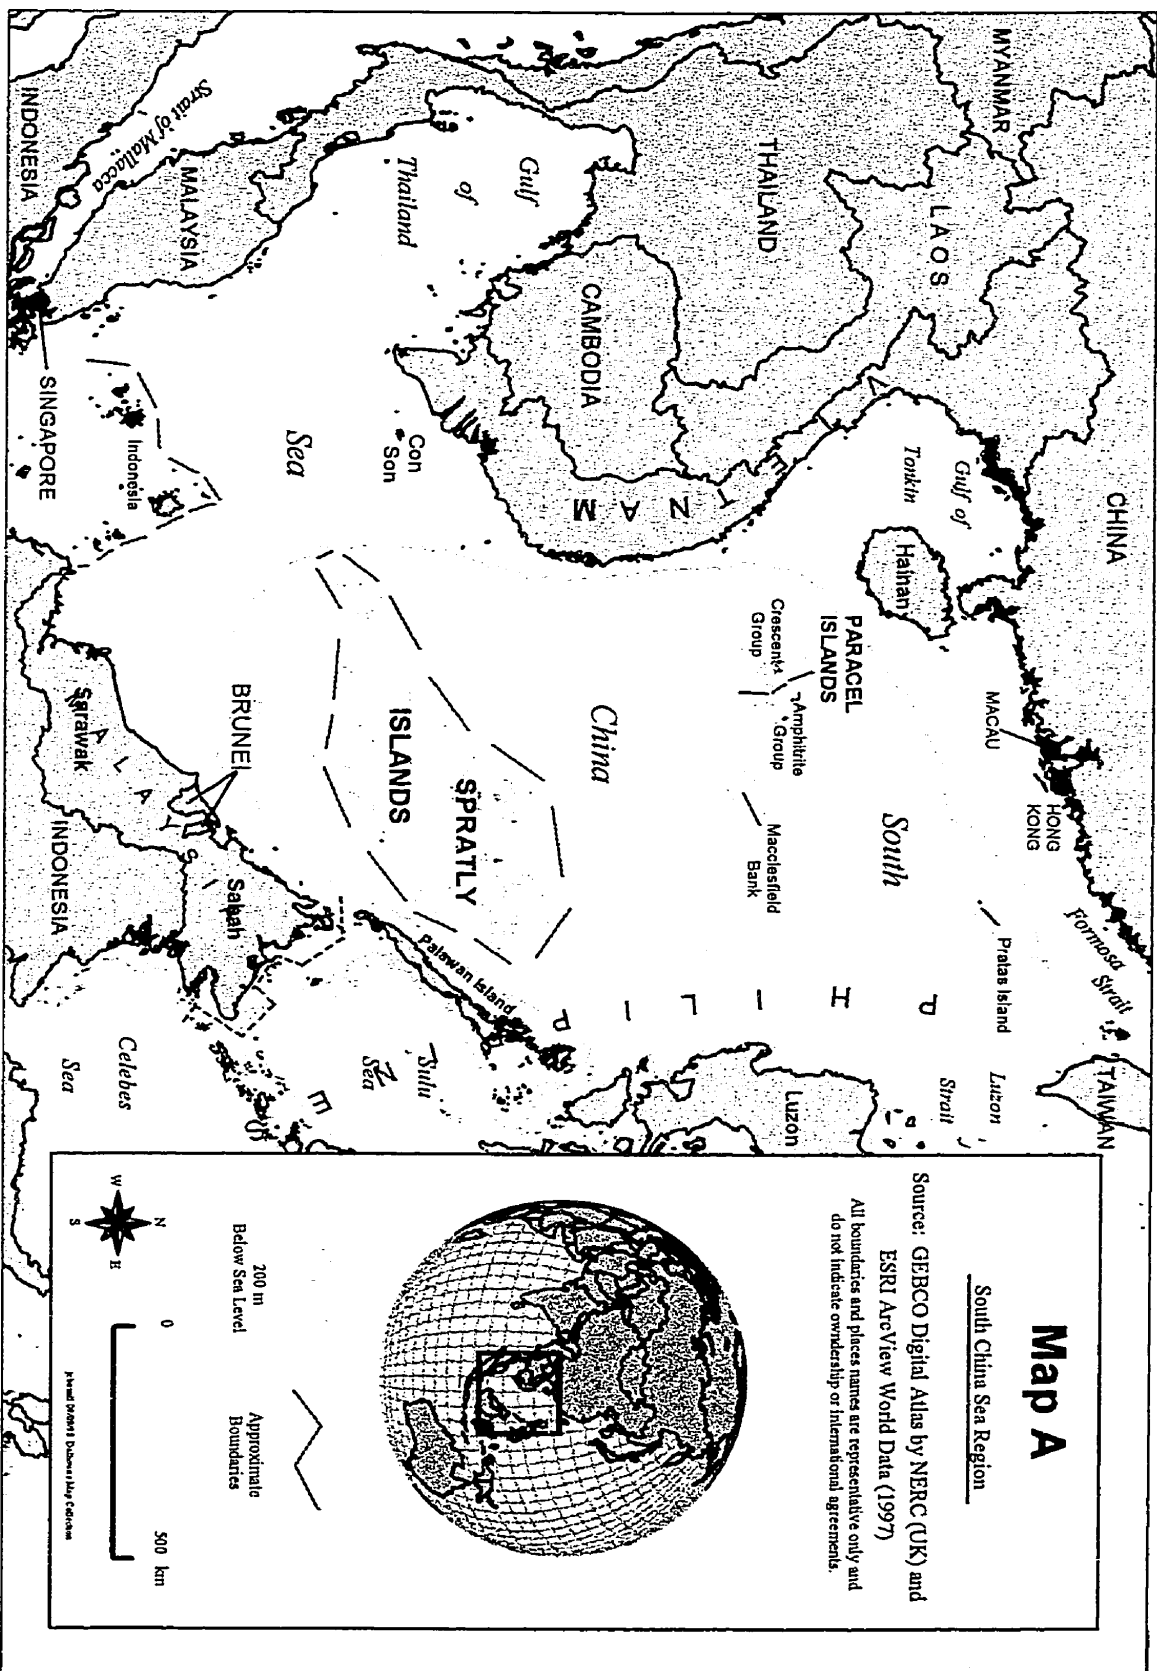 MYANMAR
CHINA
LAOS
THAILAND
CAMBODIA
VIETNAM
Gulf of
Tonkin
Hainan
MACAU
HONG
KONG
Formosa
Strait
TAIWAN
Pratas Island
Luzon
Strait
South
PARACEL
ISLANDS
Crescent
Group
Amphitrite
Group
Macclesfield
Bank
China
Luzon
PHILIP
Gulf
of
Thailand
Con
Son
Sea
SPRATLY
ISLANDS
Palawan Island
Sulu
Sea
N
E
MALAYSIA
Strait of Mallacca
INDONESIA
SINGAPORE
Indonesia
BRUNEI
MALAYSI
Sarawak
Sabah
INDONESIA
Celebes
Sea
Map A
South China Sea Region
Source: GEBCO Digital Atlas by NERC (UK) and
ESRI ArcView World Data (1997)
All boundaries and places names are representative only and
do not indicate owndership or international agreements.
200 m
Below Sea Level
Approximate
Boundaries
N
W
E
S
0
500 km